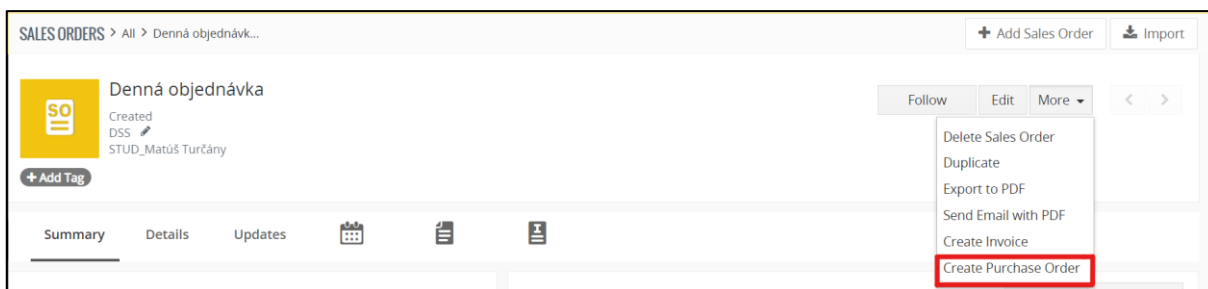 SALES ORDERS > All > Denná objednávk...
+ Add Sales Order
Import
SO
Denná objednávka
Created
DSS
STUD_Matúš Turčány
+ Add Tag
Follow
Edit
More
< >
Delete Sales Order
Duplicate
Export to PDF
Send Email with PDF
Create Invoice
Create Purchase Order
Summary Details Updates